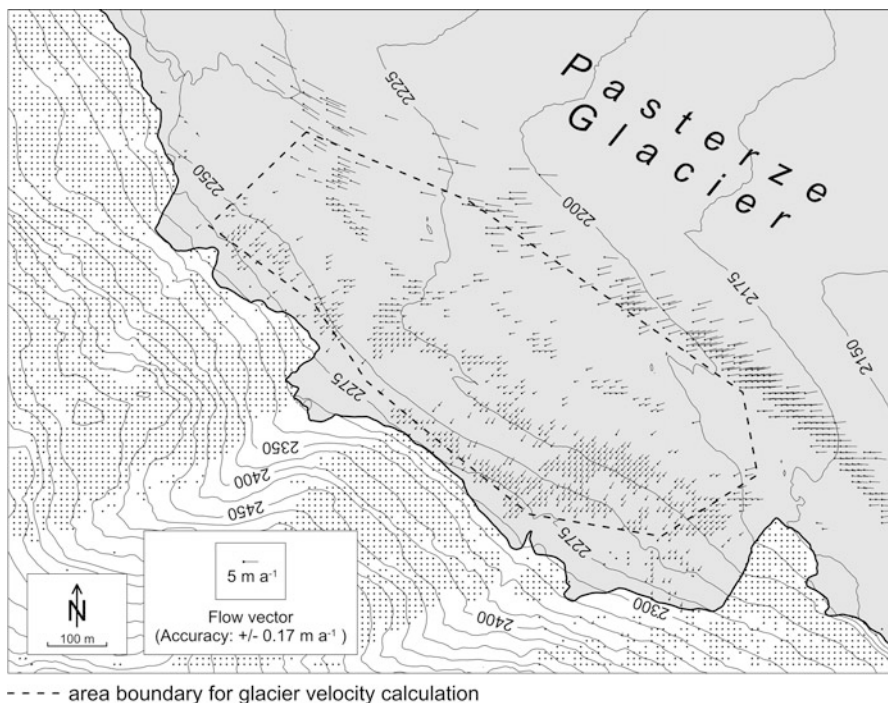 Pasterze
Glacier
2225
2250
2200
2175
2150
2275
2350
2400
2450
2275
2300
2400
N
100 m
5 m a-1
Flow vector
(Accuracy: +/- 0.17 m a-1 )
area boundary for glacier velocity calculation